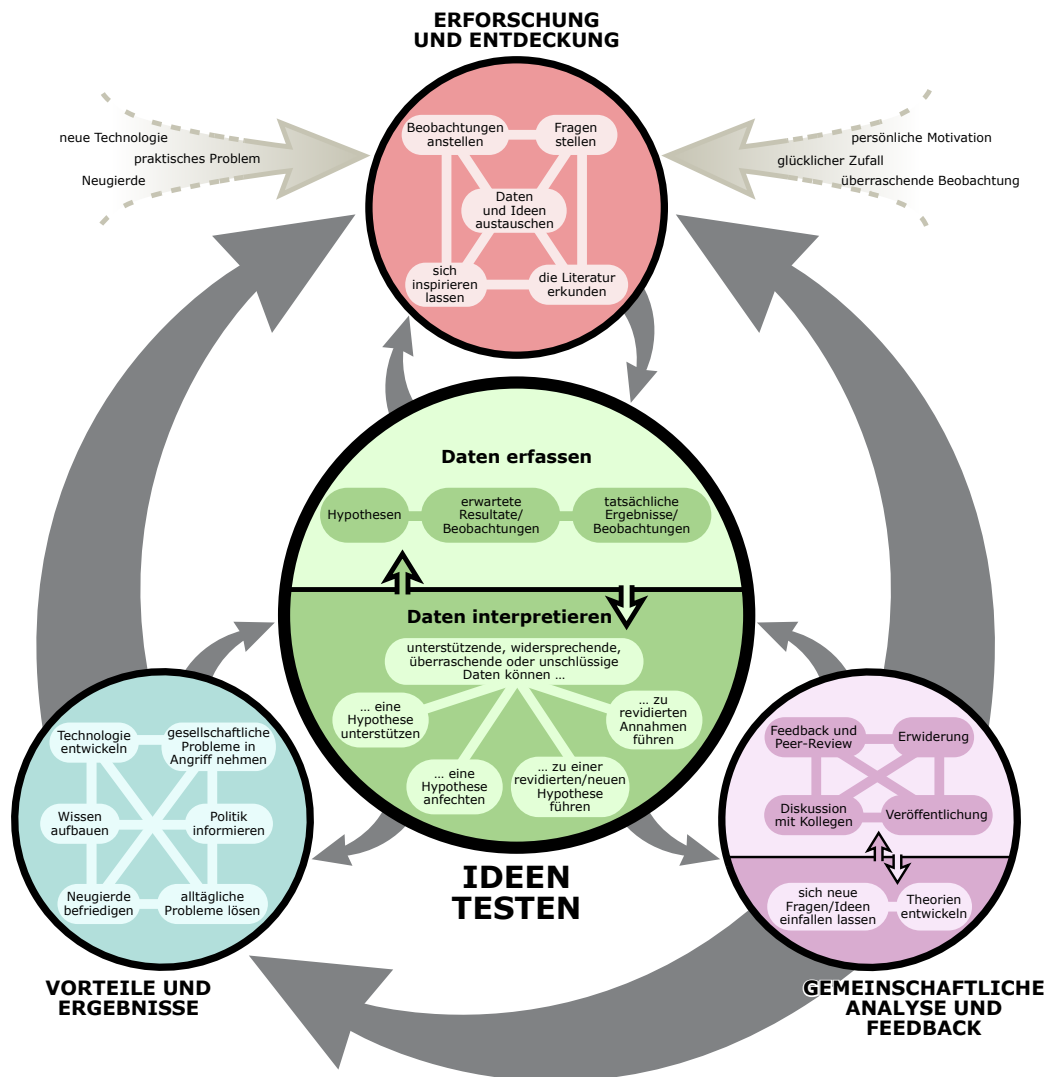 ERFORSCHUNG
UND ENTDECKUNG
neue Technologie
praktisches Problem
Neugierde
persönliche Motivation
glücklicher Zufall
überraschende Beobachtung
Beobachtungen
anstellen
Fragen
stellen
Daten
und Ideen
austauschen
sich
inspirieren
lassen
die Literatur
erkunden
Daten erfassen
Hypothesen
erwartete
Resultate/
Beobachtungen
tatsächliche
Ergebnisse/
Beobachtungen
Daten interpretieren
unterstützende, widersprechende,
überraschende oder unschlüssige
Daten können ...
... eine
Hypothese
unterstützen
... eine
Hypothese
anfechten
... zu einer
revidierten/neuen
Hypothese
führen
... zu
revidierten
Annahmen
führen
IDEEN
TESTEN
Technologie
entwickeln
gesellschaftliche
Probleme in
Angriff nehmen
Wissen
aufbauen
Politik
informieren
Neugierde
befriedigen
alltägliche
Probleme lösen
VORTEILE UND
ERGEBNISSE
Feedback und
Peer-Review
Erwiderung
Diskussion
mit Kollegen
Veröffentlichung
sich neue
Fragen/Ideen
einfallen lassen
Theorien
entwickeln
GEMEINSCHAFTLICHE
ANALYSE UND
FEEDBACK